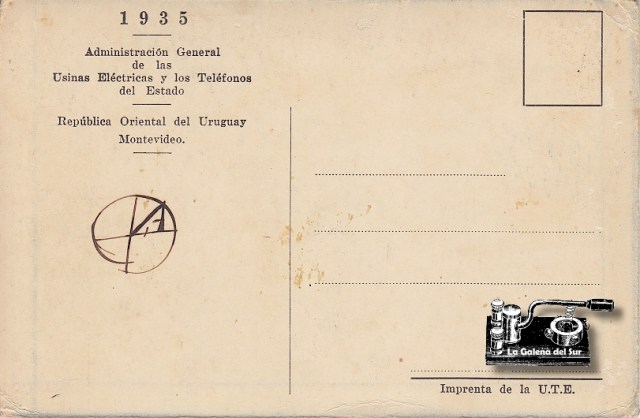 1935
Administración General
de las
Usinas Eléctricas y los Teléfonos
del Estado
República Oriental del Uruguay
Montevideo.
La Galena del Sur
Imprenta de la U.T.E.